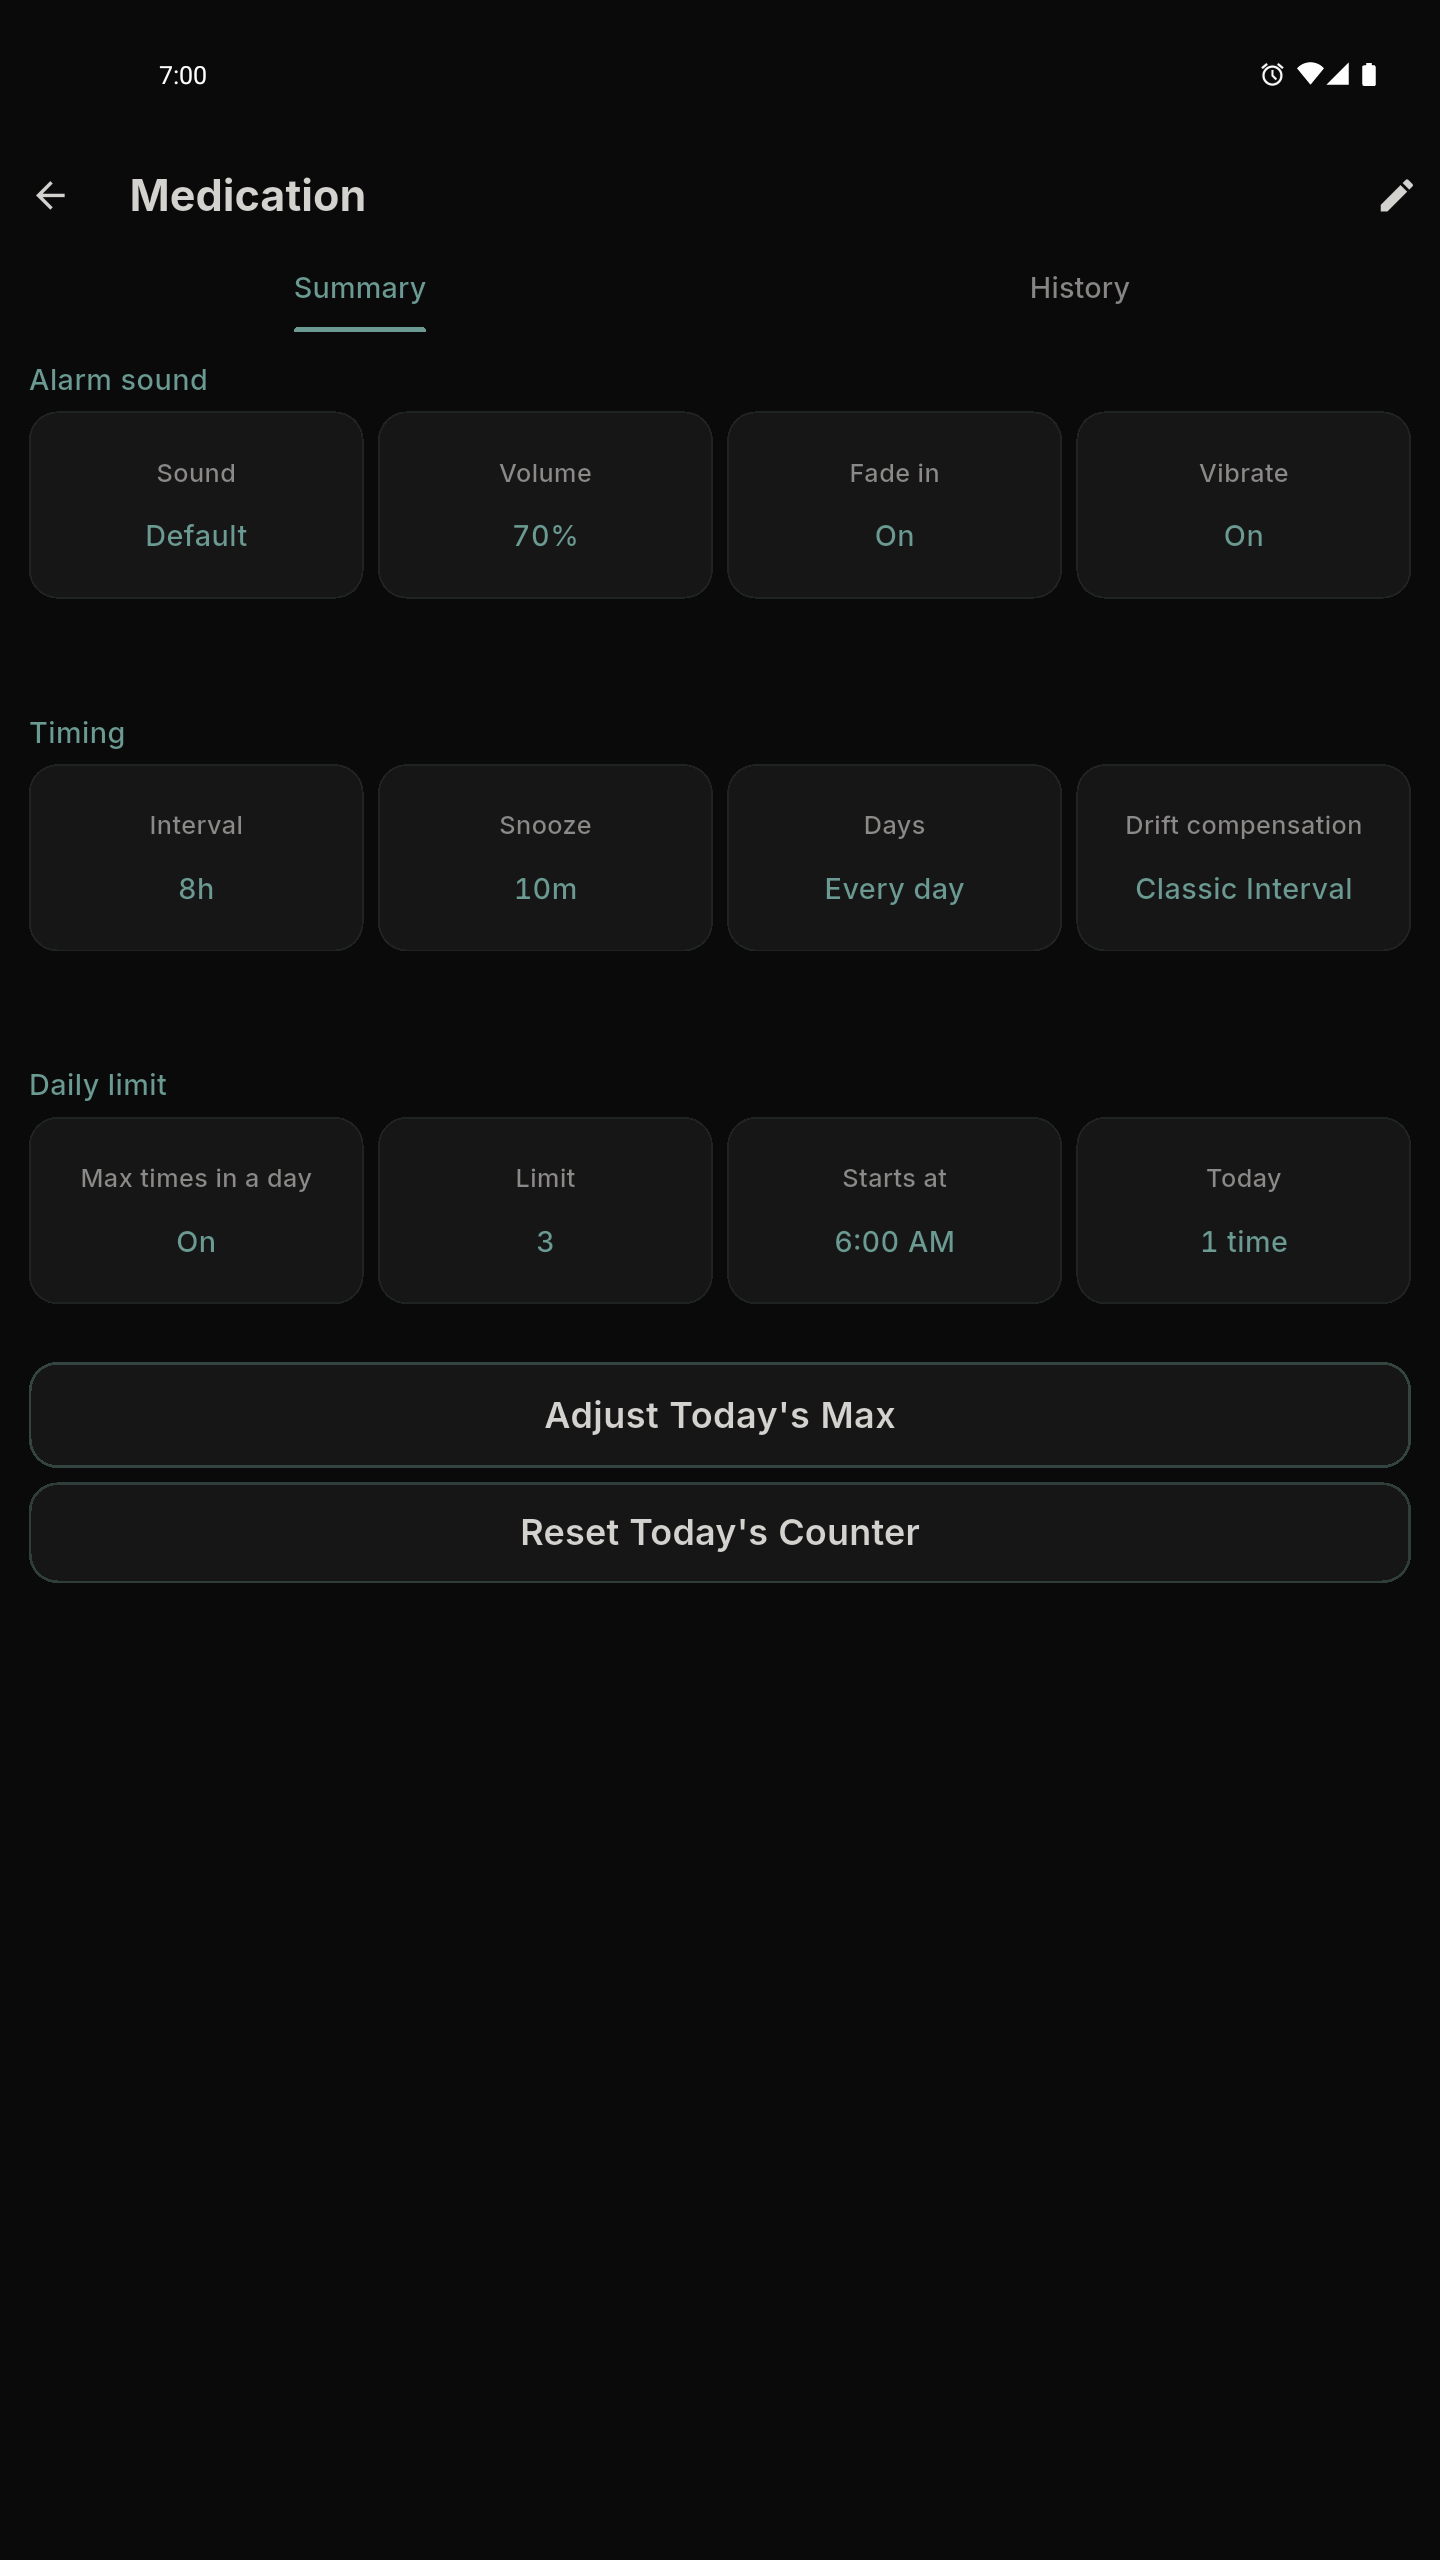 7:00
Medication
Summary
History
Alarm sound
Sound
Volume
Fade in
Vibrate
Default
70%
On
On
Timing
Interval
Snooze
Days
Drift compensation
8h
10m
Every day
Classic Interval
Daily limit
Max times in a day
Limit
Starts at
Today
On
3
6:00 AM
1 time
Adjust Today's Max
Reset Today's Counter